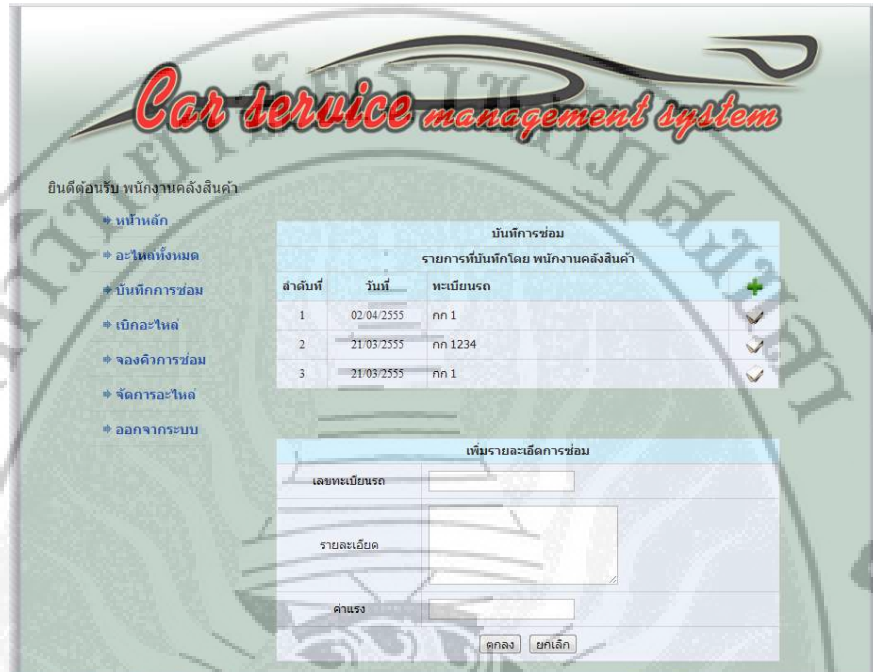 Car service management system
ยินดีต้อนรับ พนักงานคลังสินค้า
หน้าหลัก
อะไหล่ทั้งหมด
บันทึกการซ่อม
เบิกอะไหล่
จองคิวการซ่อม
จัดการอะไหล่
ออกจากระบบ
บันทึการซ่อม
รายการที่บันทึกโดย พนักงานคลังสินค้า
ลำดับที่ วันที่ ทะเบียนรถ
1 02/04/2555 กก 1
2 21/03/2555 กก 1234
3 21/03/2555 กก 1
เพิ่มรายละเอีดการซ่อม
เลขทะเบียนรถ
รายละเอียด
ค่าแรง
ตกลง ยกเลิก